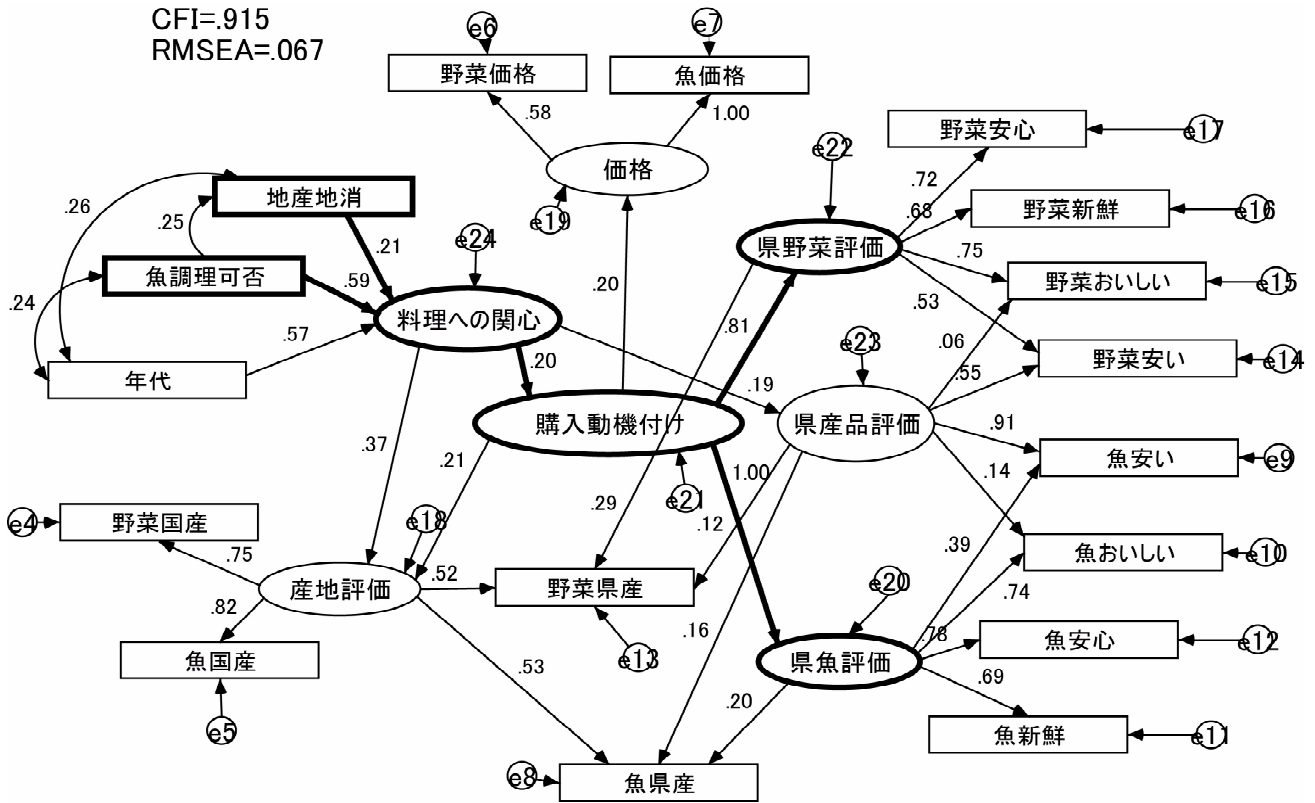 CFI=.915
RMSEA=.067
e6
e7
野菜価格
魚価格
.58
1.00
価格
e19
e22
野菜安心
e17
.72
地産地消
.26
.25
.21
e24
.68
野菜新鮮
e16
県野菜評価
魚調理可否
.59
.75
野菜おいしい
e15
.24
.20
.53
料理への関心
.57
.81
e23
.06
野菜安い
e14
年代
.20
.19
.55
購入動機付け
県産品評価
.91
魚安い
e9
.37
.21
1.00
.14
e21
.29
.12
e4
野菜国産
e18
.39
魚おいしい
e10
.75
.52
産地評価
野菜県産
e20
.74
.82
.16
.78
魚安心
e12
魚国産
e13
県魚評価
.53
.69
.20
e5
魚新鮮
e11
e8
魚県産